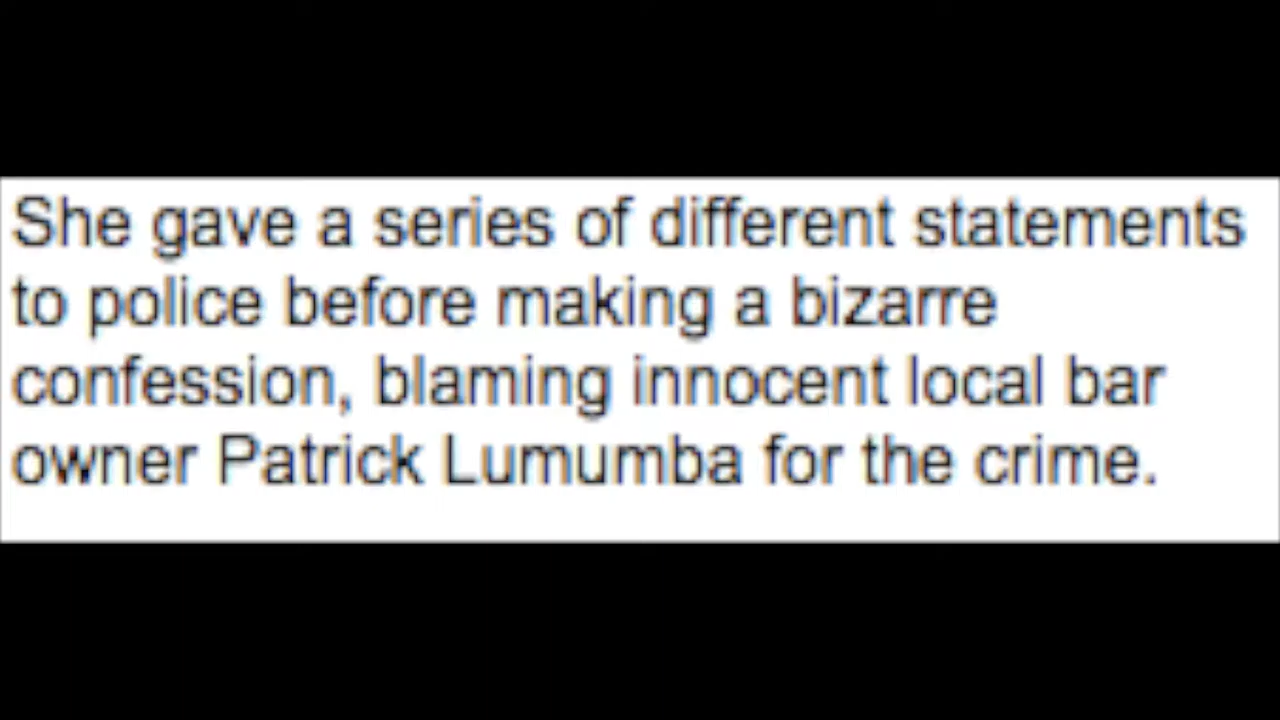 She gave a series of different statements
to police before making a bizarre
confession, blaming innocent local bar
owner Patrick Lumumba for the crime.